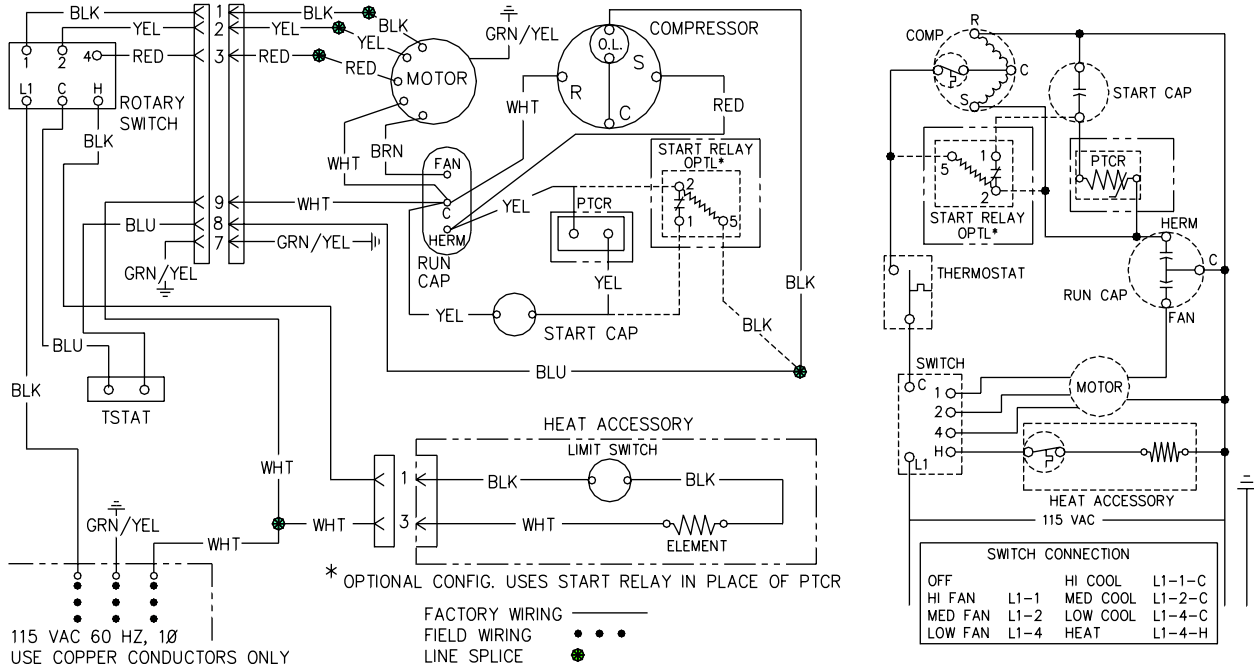 BLK
YEL
RED
1
2
4
L1
C
H
ROTARY
SWITCH
BLK
1
2
3
9
8
7
BLK
YEL
RED
BLK
YEL
RED
MOTOR
GRN/YEL
COMPRESSOR
O.L.
S
R
C
WHT
RED
WHT
BRN
FAN
C
HERM
RUN
CAP
YEL
START RELAY
OPTL*
2
1
5
PTCR
YEL
WHT
BLU
GRN/YEL
GRN/YEL
YEL
START CAP
BLK
BLK
BLU
BLU
TSTAT
BLK
WHT
HEAT ACCESSORY
LIMIT SWITCH
1
BLK
BLK
3
WHT
WHT
ELEMENT
GRN/YEL
WHT
* OPTIONAL CONFIG. USES START RELAY IN PLACE OF PTCR
115 VAC 60 HZ, 1Ø
USE COPPER CONDUCTORS ONLY
FACTORY WIRING
FIELD WIRING
LINE SPLICE
R
COMP
C
S
START CAP
PTCR
5
1
2
START RELAY
OPTL*
HERM
C
THERMOSTAT
RUN CAP
FAN
SWITCH
C
1
2
4
H
L1
MOTOR
HEAT ACCESSORY
115 VAC
SWITCH CONNECTION
OFF HI COOL L1-1-C
HI FAN L1-1 MED COOL L1-2-C
MED FAN L1-2 LOW COOL L1-4-C
LOW FAN L1-4 HEAT L1-4-H